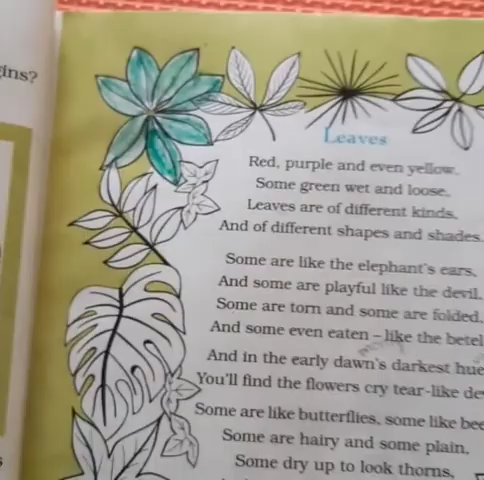 gins?
Leaves
Red, purple and even yellow.
Some green wet and loose.
Leaves are of different kinds.
And of different shapes and shades.
Some are like the elephant's ears.
And some are playful like the devil.
Some are torn and some are folded.
And some even eaten – like the betel
And in the early dawn's darkest hue
You'll find the flowers cry tear-like de
Some are like butterflies, some like bee
Some are hairy and some plain,
Some dry up to look thorns,